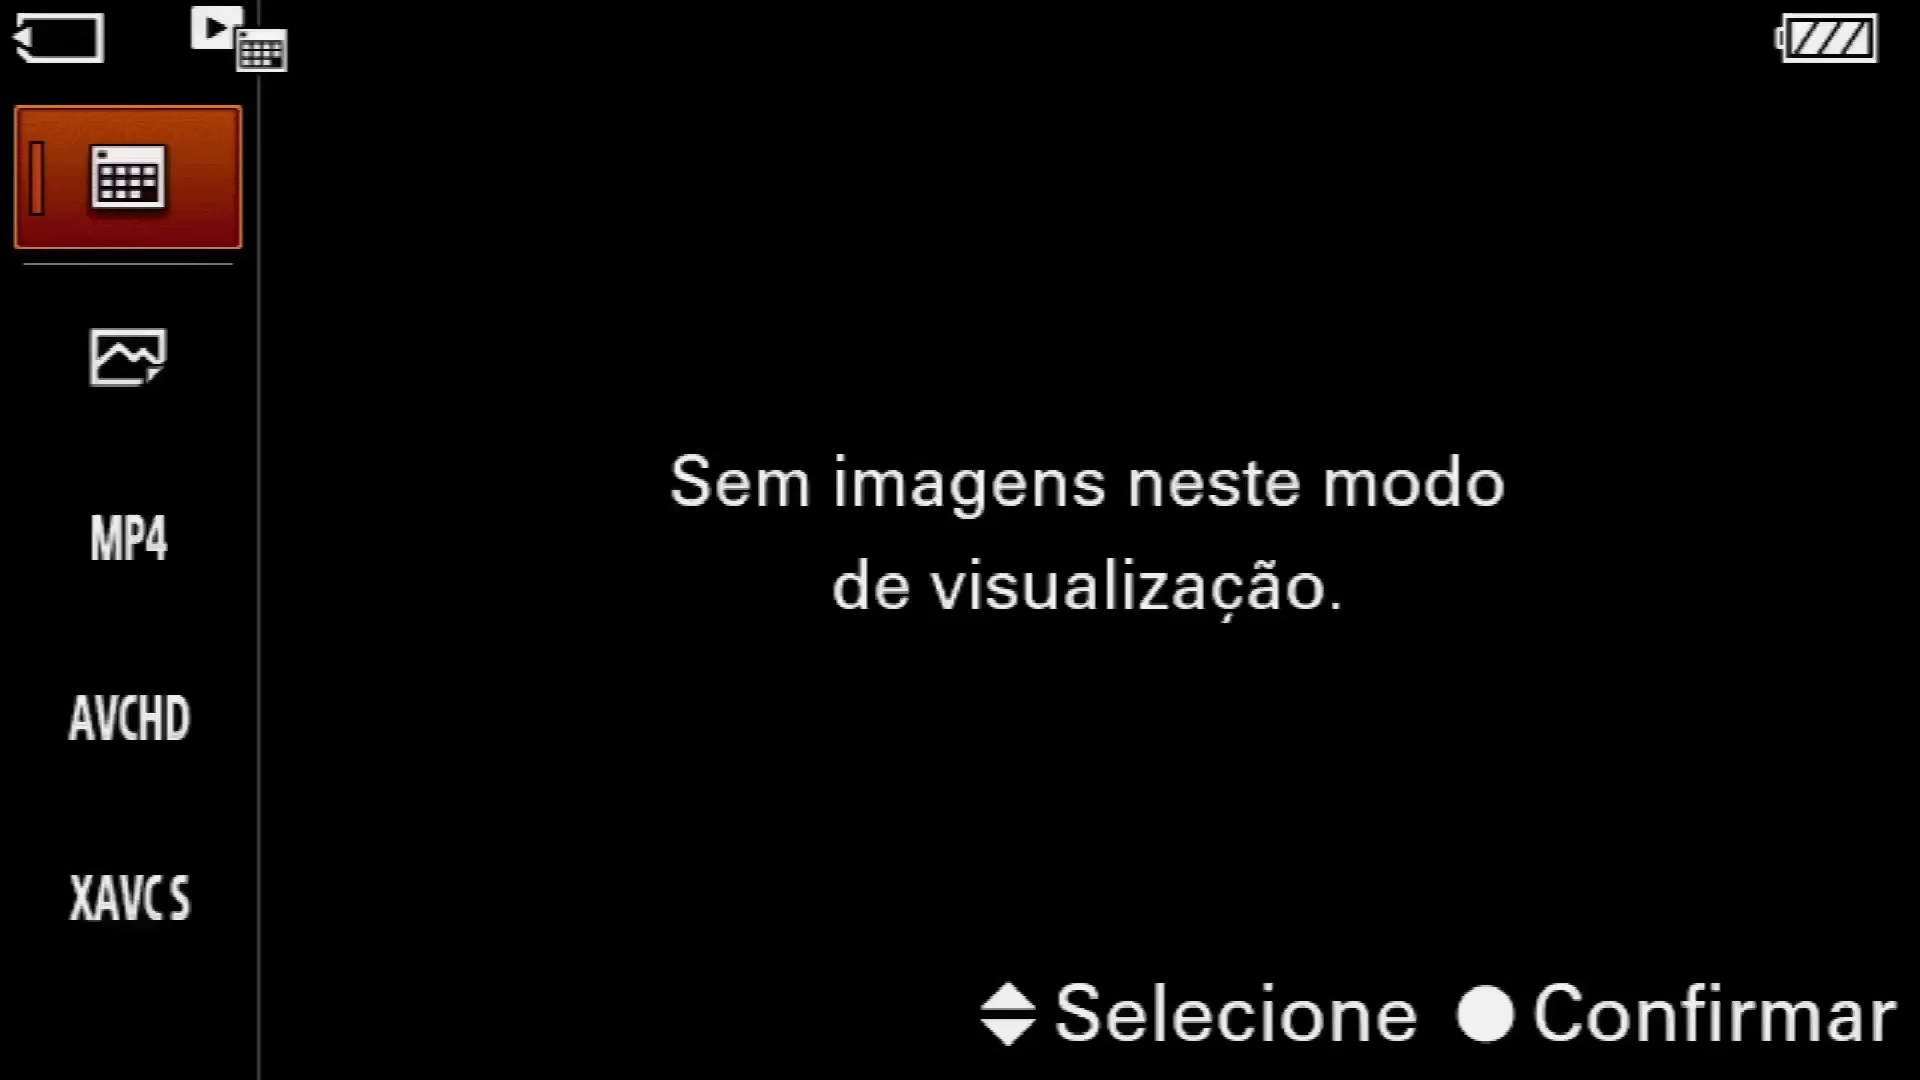 MP4
AVCHD
XAVC S
Sem imagens neste modo
de visualização.
Selecione
Confirmar